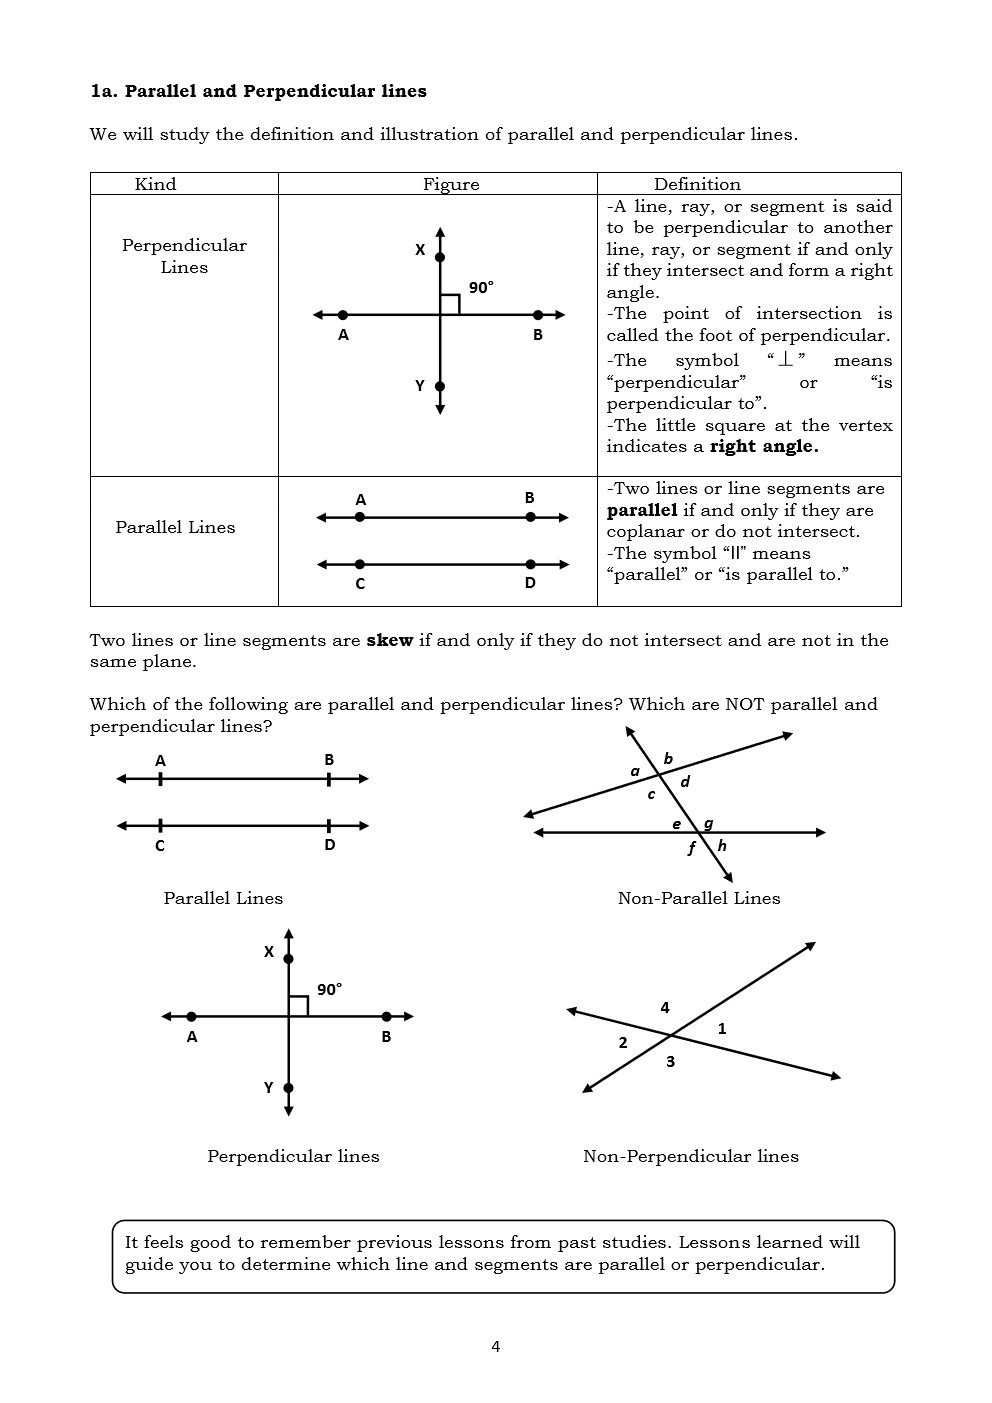 1a. Parallel and Perpendicular lines
We will study the definition and illustration of parallel and perpendicular lines.
Kind Figure Definition
Perpendicular
Lines
X
90°
A B
Y
-A line, ray, or segment is said
to be perpendicular to another
line, ray, or segment if and only
if they intersect and form a right
angle.
-The point of intersection is
called the foot of perpendicular.
-The symbol “⊥” means
“perpendicular” or “is
perpendicular to”.
-The little square at the vertex
indicates a right angle.
Parallel Lines
A B
C D
-Two lines or line segments are
parallel if and only if they are
coplanar or do not intersect.
-The symbol “ll” means
“parallel” or “is parallel to.”
Two lines or line segments are skew if and only if they do not intersect and are not in the
same plane.
Which of the following are parallel and perpendicular lines? Which are NOT parallel and
perpendicular lines?
A B
C D
Parallel Lines
b
a
d
c
e g
f h
Non-Parallel Lines
X
90°
A B
Y
Perpendicular lines
4
1
2
3
Non-Perpendicular lines
It feels good to remember previous lessons from past studies. Lessons learned will
guide you to determine which line and segments are parallel or perpendicular.
4